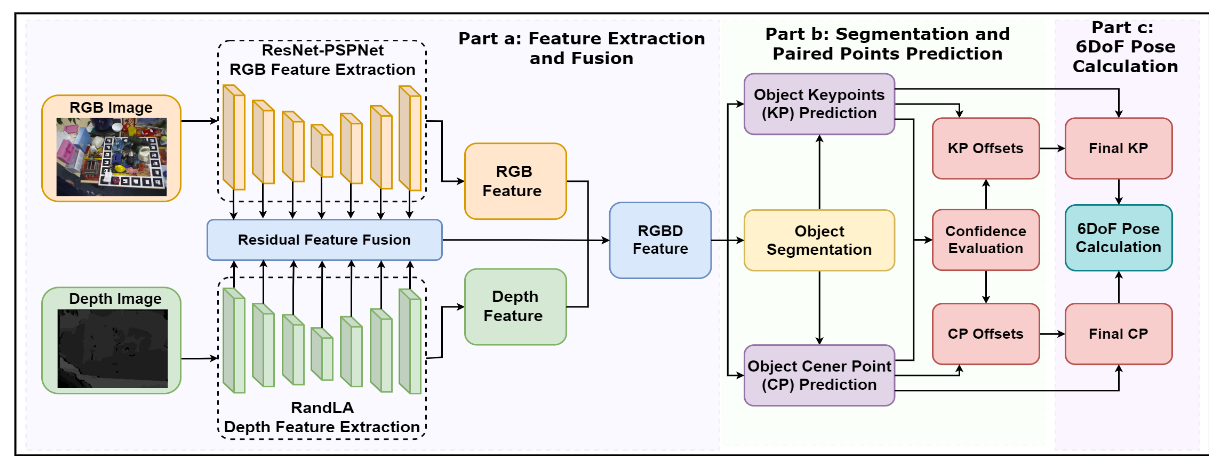 Part a: Feature Extraction
and Fusion
Part b: Segmentation and
Paired Points Prediction
Part c:
6DoF Pose
Calculation
ResNet-PSPNet
RGB Feature Extraction
RGB Image
RGB
Feature
Residual Feature Fusion
Depth Image
Depth
Feature
RandLA
Depth Feature Extraction
RGBD
Feature
Object Keypoints
(KP) Prediction
Object
Segmentation
Object Cener Point
(CP) Prediction
KP Offsets
Confidence
Evaluation
CP Offsets
Final KP
6DoF Pose
Calculation
Final CP